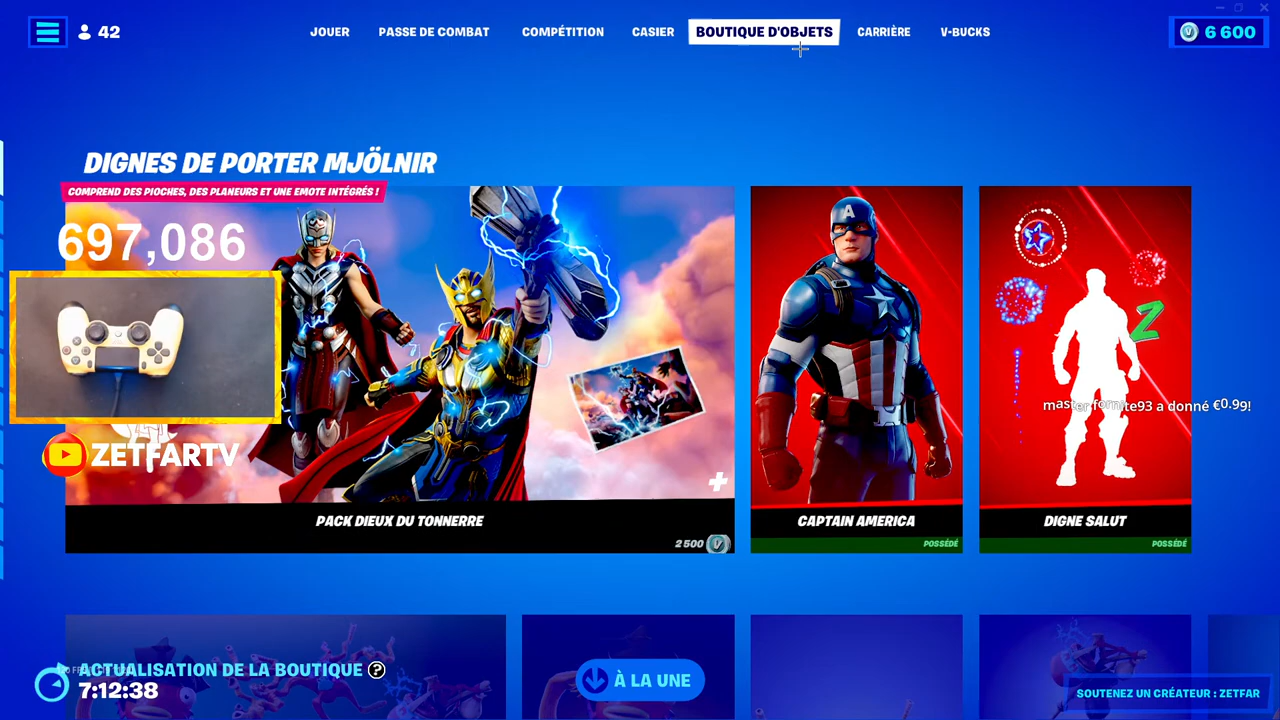 42
JOUER
PASSE DE COMBAT
COMPÉTITION
CASIER
BOUTIQUE D'OBJETS
CARRIÈRE
V-BUCKS
6 600
DIGNES DE PORTER MJÖLNIR
COMPREND DES PIOCHES, DES PLANEURS ET UNE EMOTE INTÉGRÉS !
697,086
ZETFARTV
PACK DIEUX DU TONNERRE
2 500
A
CAPTAIN AMERICA
POSSÉDÉ
Z
master fornite93 a donné €0.99!
DIGNE SALUT
POSSÉDÉ
ACTUALISATION DE LA BOUTIQUE ?
7:12:38
À LA UNE
SOUTENEZ UN CRÉATEUR : ZETFAR